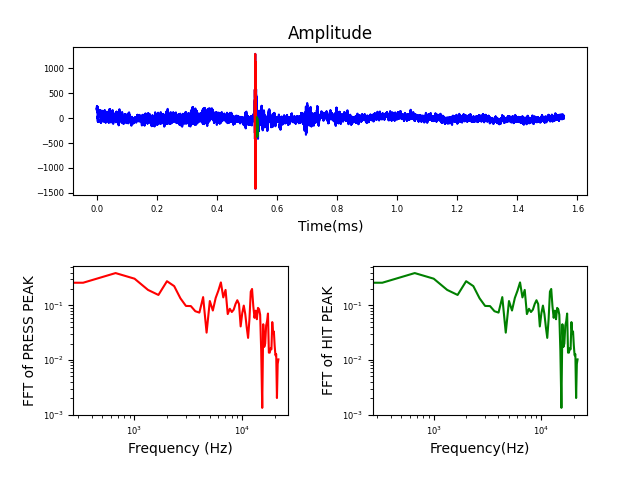 Amplitude
1000
500
0
−500
−1000
−1500
0.0 0.2 0.4 0.6 0.8 1.0 1.2 1.4 1.6
Time(ms)
FFT of PRESS PEAK
10⁻¹
10⁻²
10⁻³
10³ 10⁴
Frequency (Hz)
FFT of HIT PEAK
10⁻¹
10⁻²
10⁻³
10³ 10⁴
Frequency(Hz)